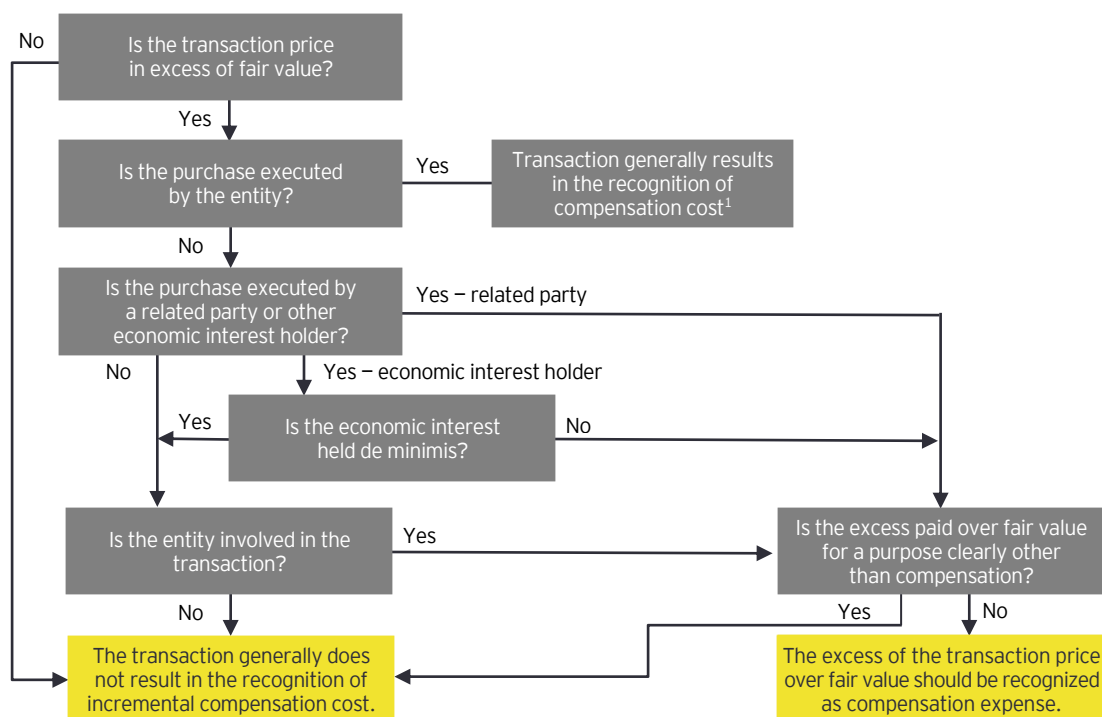 No
Is the transaction price
in excess of fair value?
Yes
Is the purchase executed
by the entity?
Yes
Transaction generally results
in the recognition of
compensation cost1
No
Is the purchase executed by
a related party or other
economic interest holder?
Yes – related party
No
Yes – economic interest holder
Yes
Is the economic interest
held de minimis?
No
Is the entity involved in the
transaction?
Yes
Is the excess paid over fair value
for a purpose clearly other
than compensation?
No
Yes
No
The transaction generally does
not result in the recognition of
incremental compensation cost.
The excess of the transaction price
over fair value should be recognized
as compensation expense.